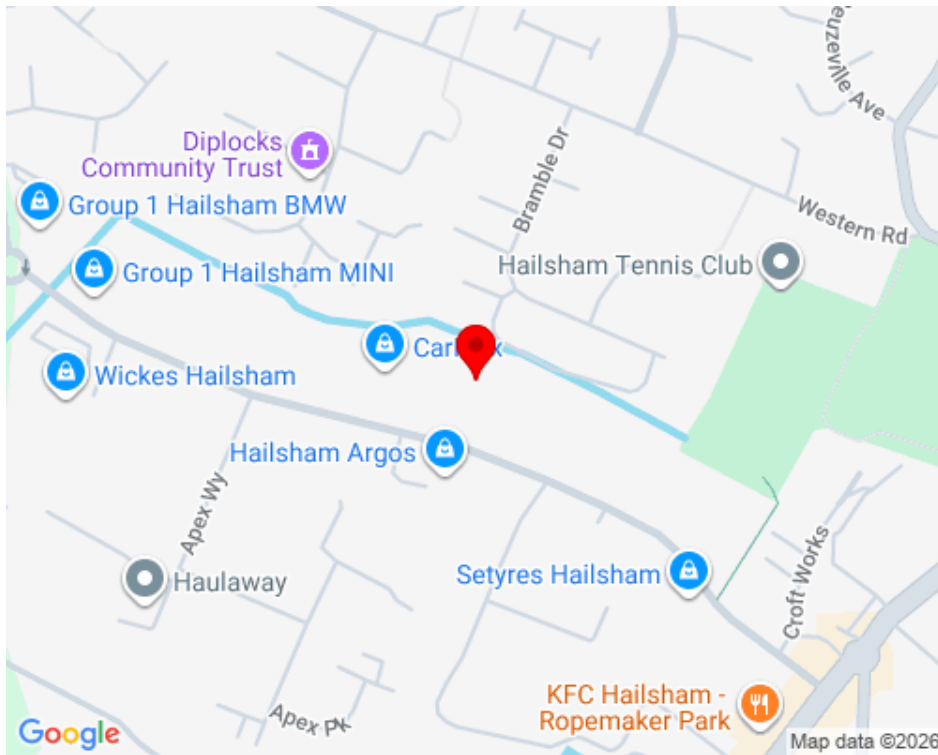 euzeville Ave
Diplocks
Community Trust
Bramble Dr
Group 1 Hailsham BMW
Western Rd
Group 1 Hailsham MINI
Hailsham Tennis Club
Wickes Hailsham
Hailsham Argos
Apex Wy
Setyres Hailsham
Haulaway
Croft Works
KFC Hailsham -
Ropemaker Park
Apex Pk
Google
Map data ©2026